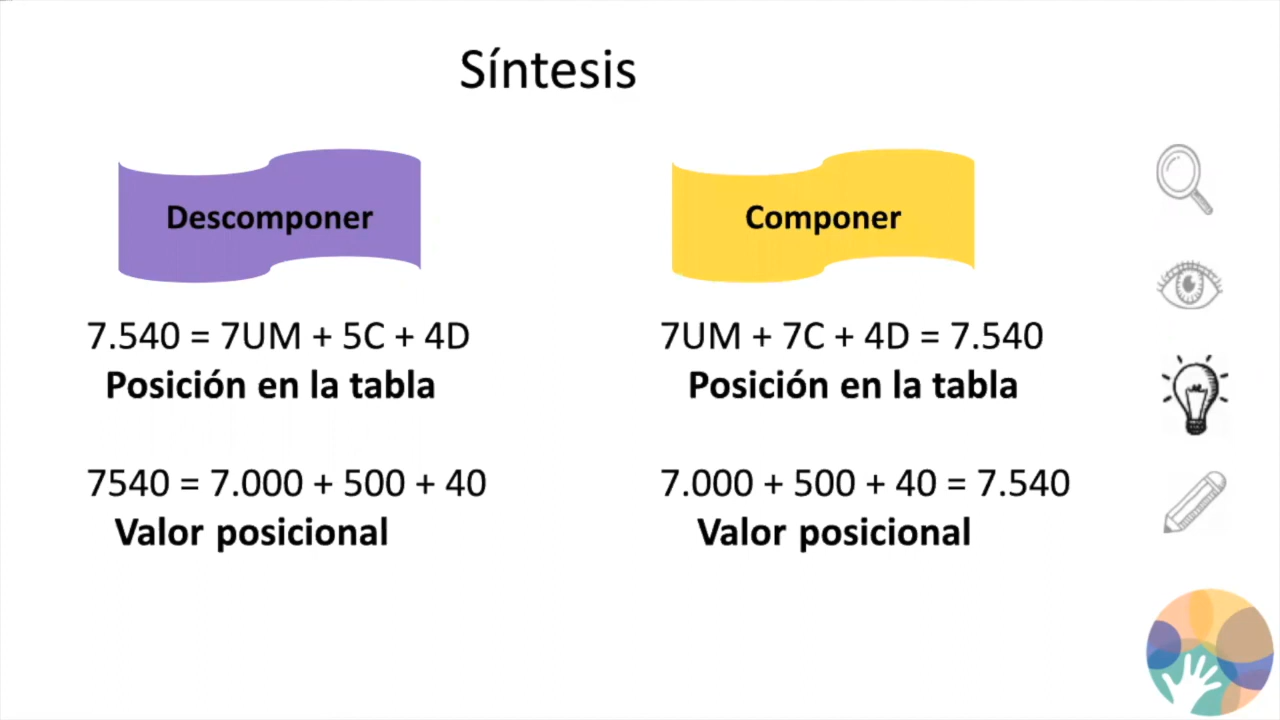 Síntesis
Descomponer
7.540 = 7UM + 5C + 4D
Posición en la tabla
7540 = 7.000 + 500 + 40
Valor posicional
Componer
7UM + 7C + 4D = 7.540
Posición en la tabla
7.000 + 500 + 40 = 7.540
Valor posicional